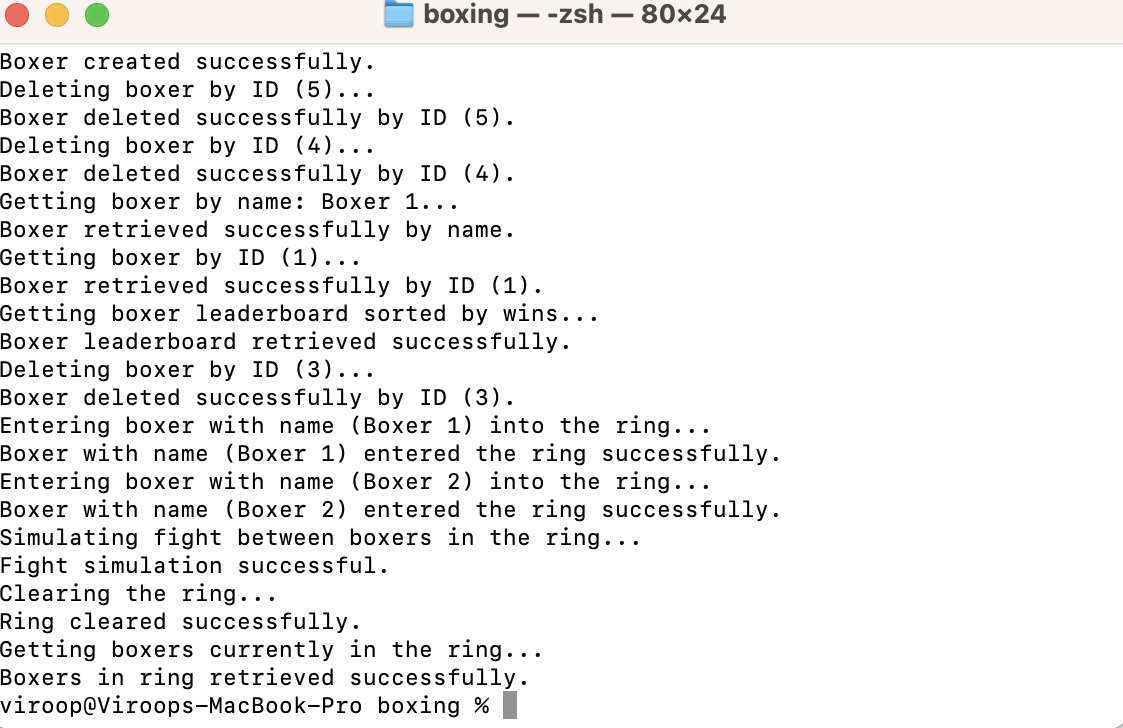 boxing — -zsh — 80×24
Boxer created successfully.
Deleting boxer by ID (5)...
Boxer deleted successfully by ID (5).
Deleting boxer by ID (4)...
Boxer deleted successfully by ID (4).
Getting boxer by name: Boxer 1...
Boxer retrieved successfully by name.
Getting boxer by ID (1)...
Boxer retrieved successfully by ID (1).
Getting boxer leaderboard sorted by wins...
Boxer leaderboard retrieved successfully.
Deleting boxer by ID (3)...
Boxer deleted successfully by ID (3).
Entering boxer with name (Boxer 1) into the ring...
Boxer with name (Boxer 1) entered the ring successfully.
Entering boxer with name (Boxer 2) into the ring...
Boxer with name (Boxer 2) entered the ring successfully.
Simulating fight between boxers in the ring...
Fight simulation successful.
Clearing the ring...
Ring cleared successfully.
Getting boxers currently in the ring...
Boxers in ring retrieved successfully.
viroop@Viroops-MacBook-Pro boxing %